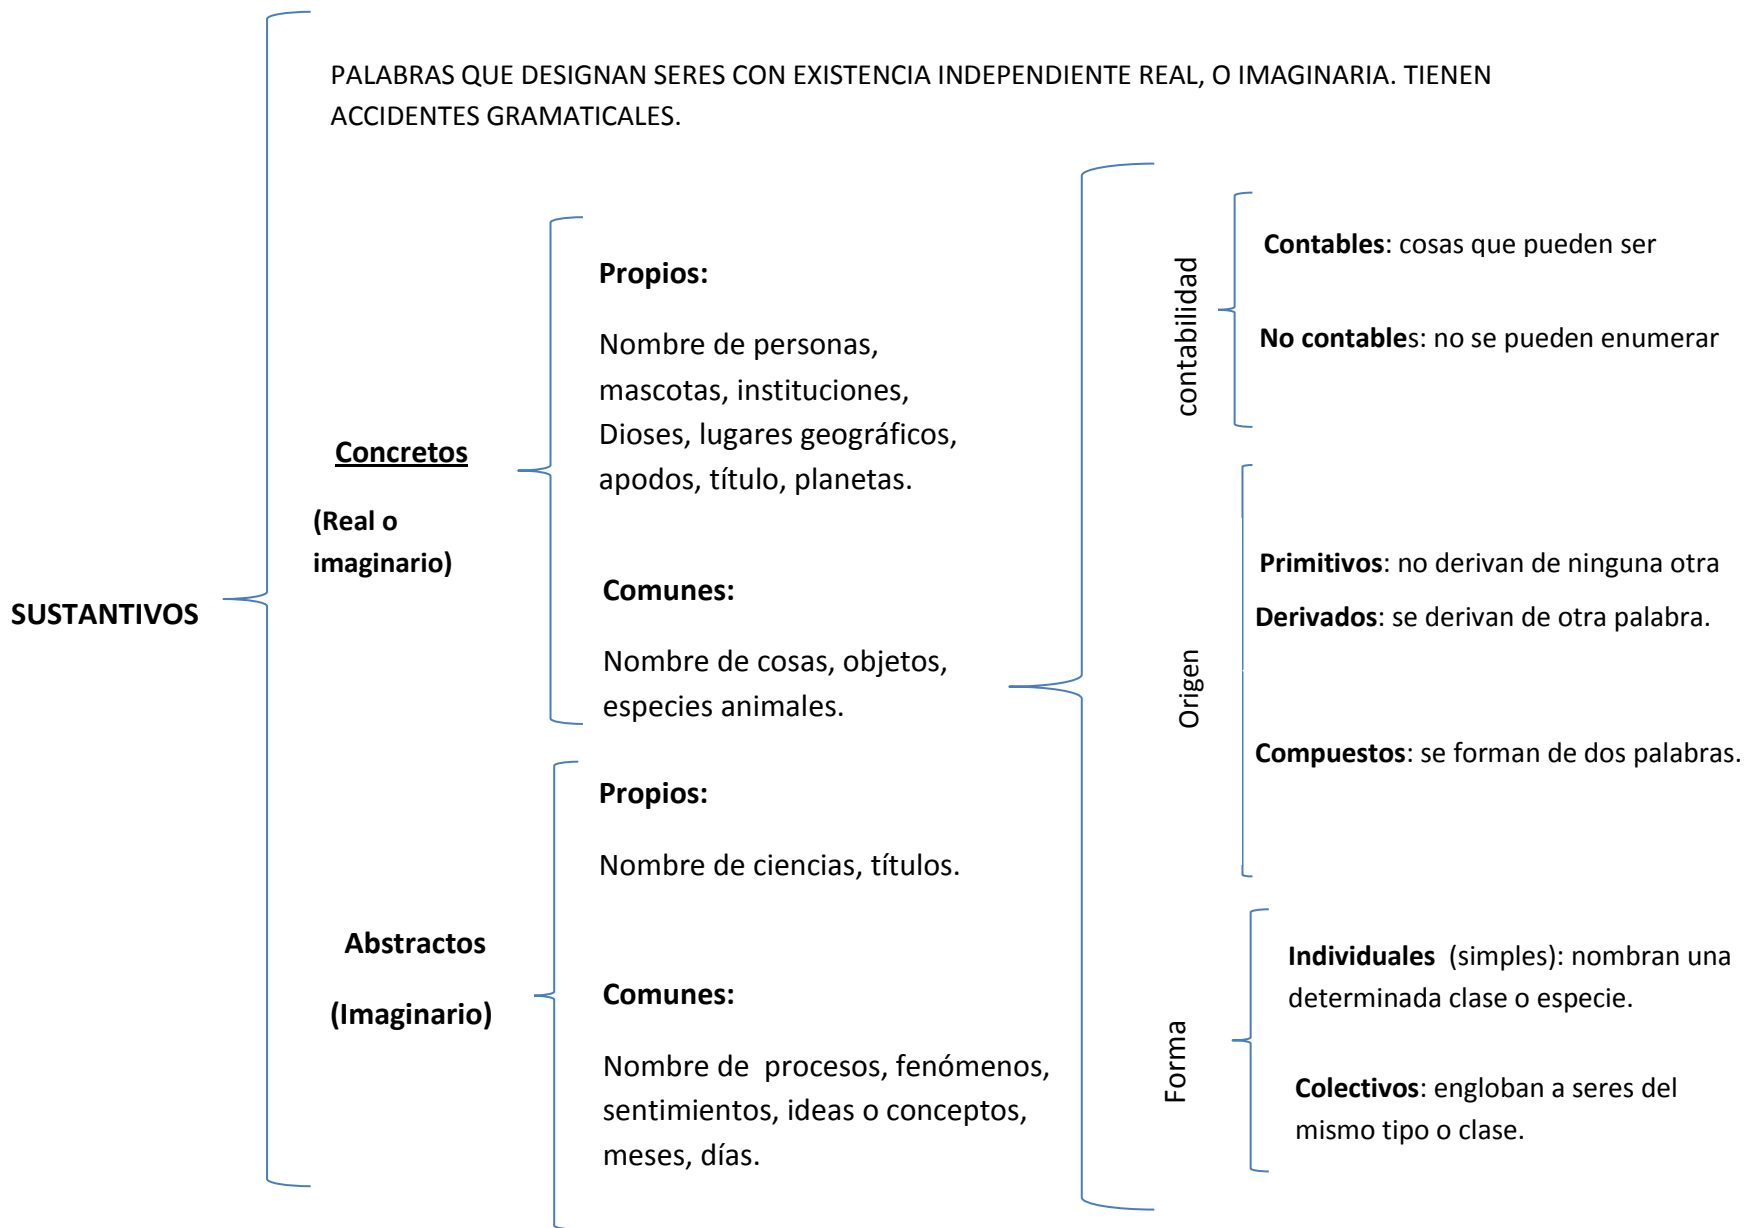 PALABRAS QUE DESIGNAN SERES CON EXISTENCIA INDEPENDIENTE REAL, O IMAGINARIA. TIENEN
ACCIDENTES GRAMATICALES.
SUSTANTIVOS
Concretos
(Real o
imaginario)
Propios:
Nombre de personas,
mascotas, instituciones,
Dioses, lugares geográficos,
apodos, título, planetas.
Comunes:
Nombre de cosas, objetos,
especies animales.
Abstractos
(Imaginario)
Propios:
Nombre de ciencias, títulos.
Comunes:
Nombre de procesos, fenómenos,
sentimientos, ideas o conceptos,
meses, días.
contabilidad
Contables: cosas que pueden ser
No contables: no se pueden enumerar
Origen
Primitivos: no derivan de ninguna otra
Derivados: se derivan de otra palabra.
Compuestos: se forman de dos palabras.
Forma
Individuales (simples): nombran una
determinada clase o especie.
Colectivos: engloban a seres del
mismo tipo o clase.